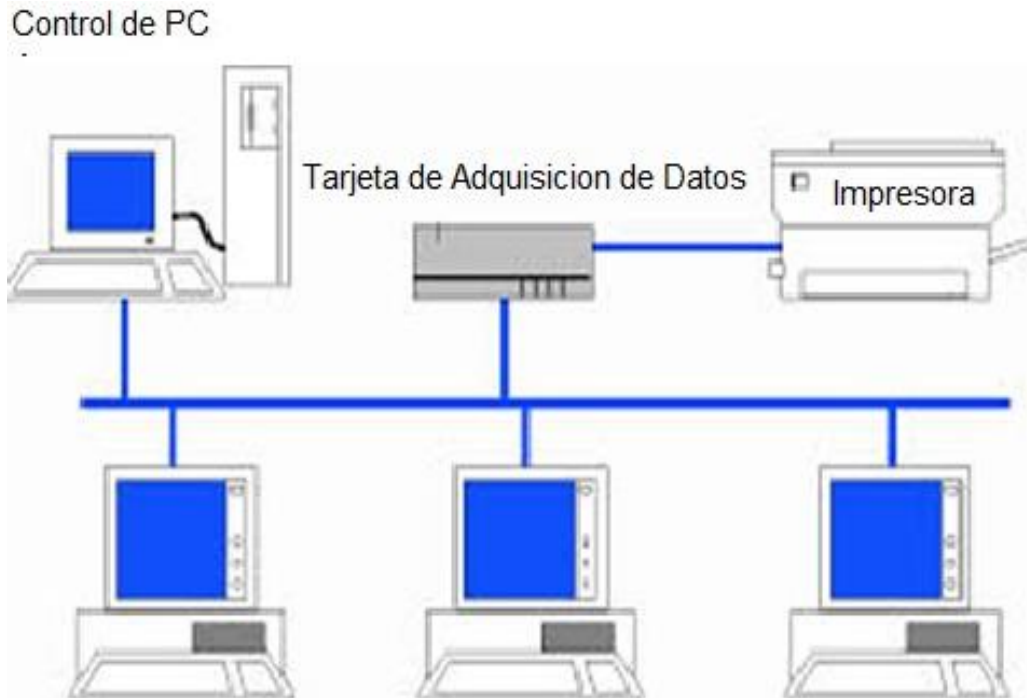 Control de PC
Tarjeta de Adquisicion de Datos
Impresora